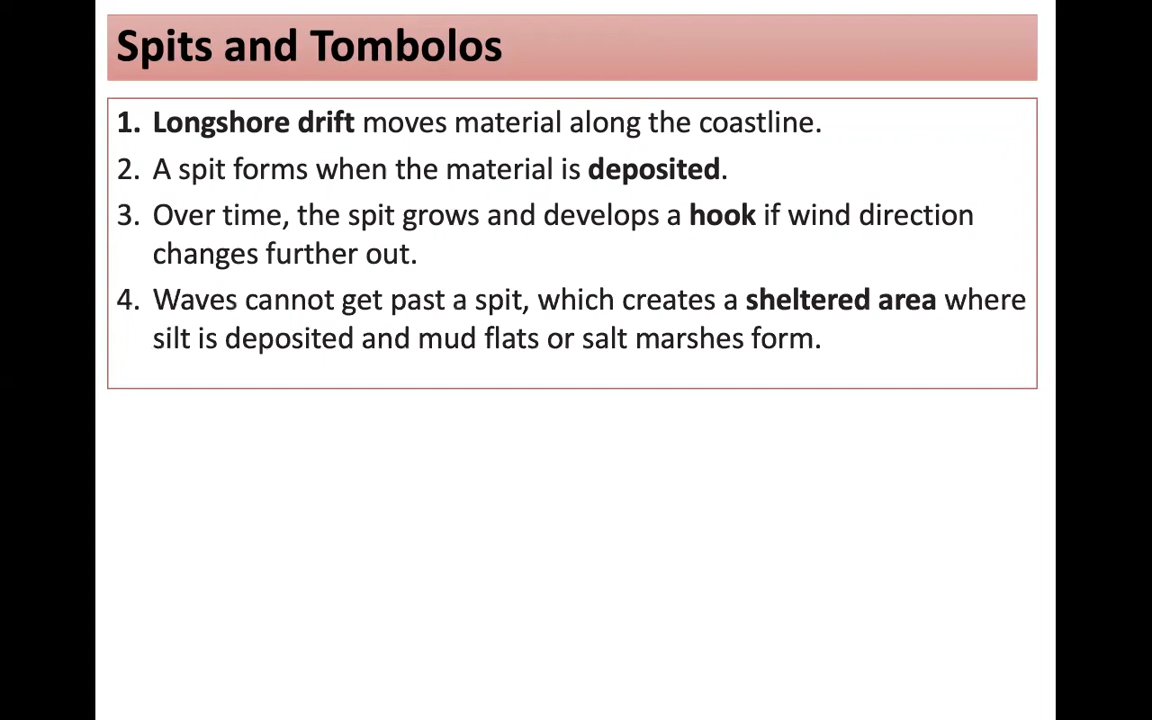 Spits and Tombolos
1. Longshore drift moves material along the coastline.
2. A spit forms when the material is deposited.
3. Over time, the spit grows and develops a hook if wind direction
changes further out.
4. Waves cannot get past a spit, which creates a sheltered area where
silt is deposited and mud flats or salt marshes form.